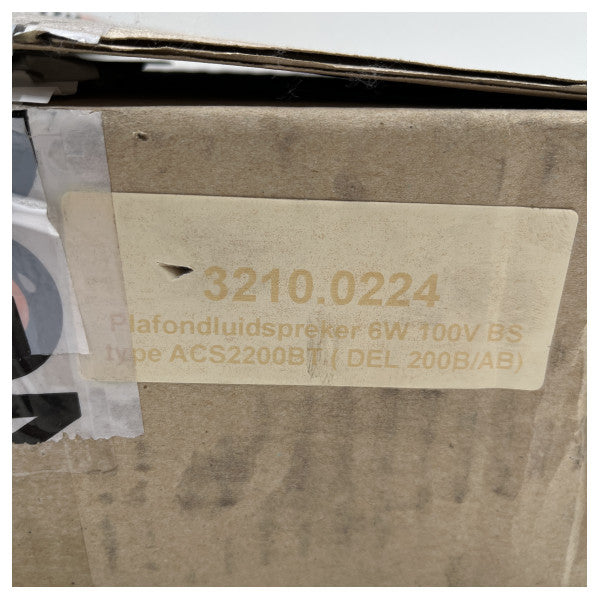 3210.0224
Plafondluidspreker 6W 100V BS
type ACS2200BT ( DEL 200B/AB)